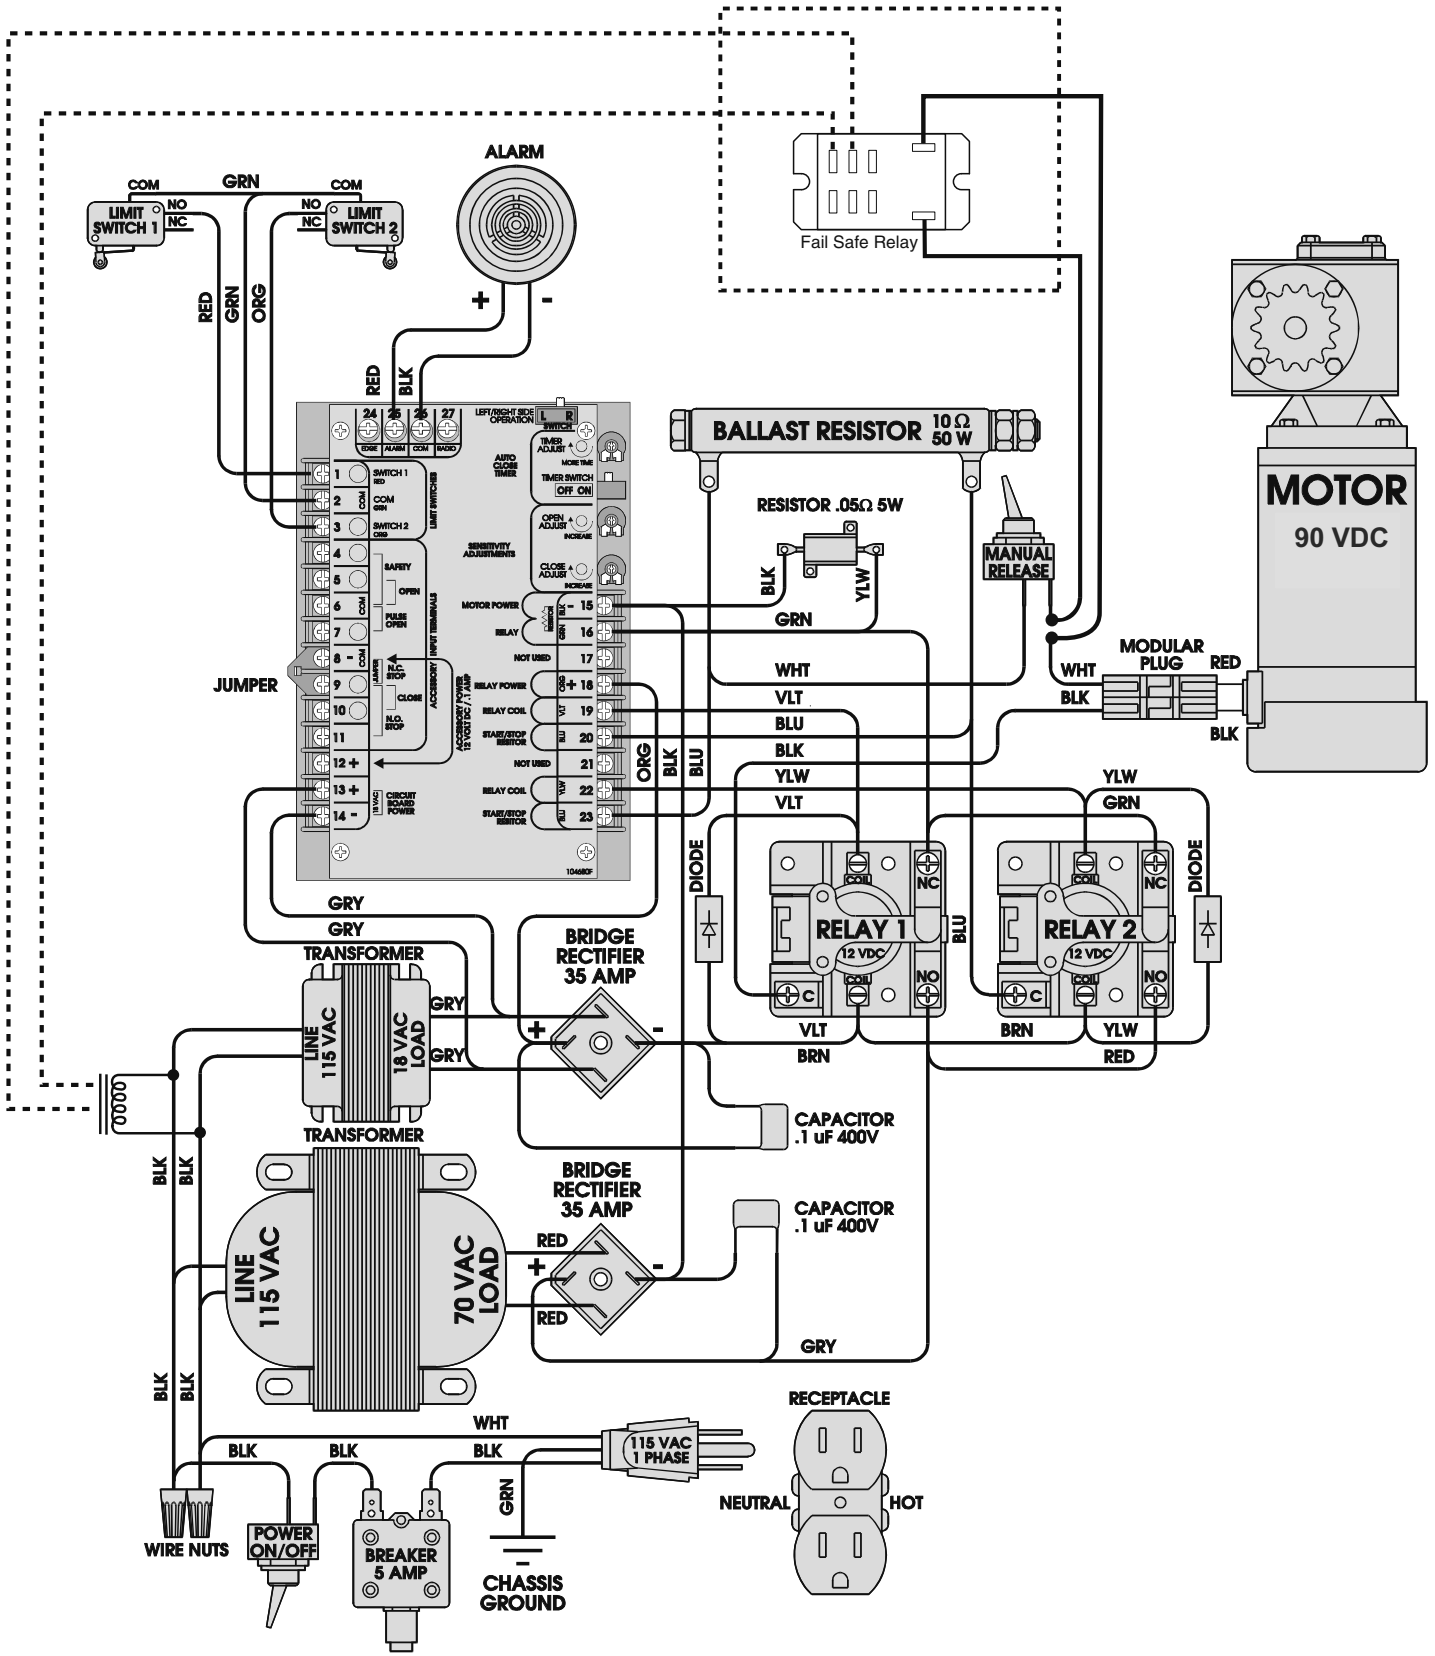 ALARM
COM
GRN
COM
LIMIT
SWITCH 1
NO
NC
NO
NC
LIMIT
SWITCH 2
Fail Safe Relay
RED
GRN
ORG
+
-
RED
BLK
24
25
26
27
EDGE
ALARM
COM
RADIO
LEFT/RIGHT SIDE
OPERATION
L R
SWITCH
TIMER
ADJUST
MORE TIME
AUTO
CLOSE
TIMER
TIMER SWITCH
OFF ON
OPEN
ADJUST
INCREASE
SENSITIVITY
ADJUSTMENTS
CLOSE
ADJUST
INCREASE
1
SWITCH 1
RED
2
COM
COM
GRN
3
SWITCH 2
ORG
LIMIT SWITCHES
4
SAFETY
5
OPEN
6
COM
PULSE
OPEN
7
8 -
COM
JUMPER
N.C.
STOP
9
CLOSE
10
N.O.
STOP
11
12 +
13 +
18 VAC
CIRCUIT
BOARD
POWER
14 -
ACCESSORY INPUT TERMINALS
ACCESSORY POWER
12 VOLT DC / .1 AMP
JUMPER
MOTOR POWER
RESISTOR
BLK
- 15
RELAY
GRN
16
NOT USED
17
RELAY POWER
ORG
+ 18
RELAY COIL
VLT
19
START/STOP
RESITOR
BLU
20
NOT USED
21
RELAY COIL
YLW
22
START/STOP
RESITOR
BLU
23
104680F
BALLAST RESISTOR
10 Ω
50 W
RESISTOR .05Ω 5W
BLK
YLW
MANUAL
RELEASE
MOTOR
90 VDC
GRN
WHT
VLT
BLU
BLK
YLW
VLT
ORG
BLK
BLU
MODULAR
PLUG
WHT
BLK
RED
BLK
YLW
GRN
DIODE
COIL
NC
RELAY 1
12 VDC
COIL
NO
C
BLU
COIL
NC
RELAY 2
12 VDC
COIL
NO
C
DIODE
VLT
BRN
BRN
YLW
RED
GRY
GRY
TRANSFORMER
LINE
115 VAC
18 VAC
LOAD
GRY
GRY
BRIDGE
RECTIFIER
35 AMP
+
-
CAPACITOR
.1 uF 400V
TRANSFORMER
BLK
BLK
LINE
115 VAC
70 VAC
LOAD
BRIDGE
RECTIFIER
35 AMP
RED
+
-
RED
CAPACITOR
.1 uF 400V
GRY
BLK
BLK
WHT
BLK
BLK
BLK
GRN
115 VAC
1 PHASE
RECEPTACLE
NEUTRAL
HOT
WIRE NUTS
POWER
ON/OFF
BREAKER
5 AMP
-
CHASSIS
GROUND